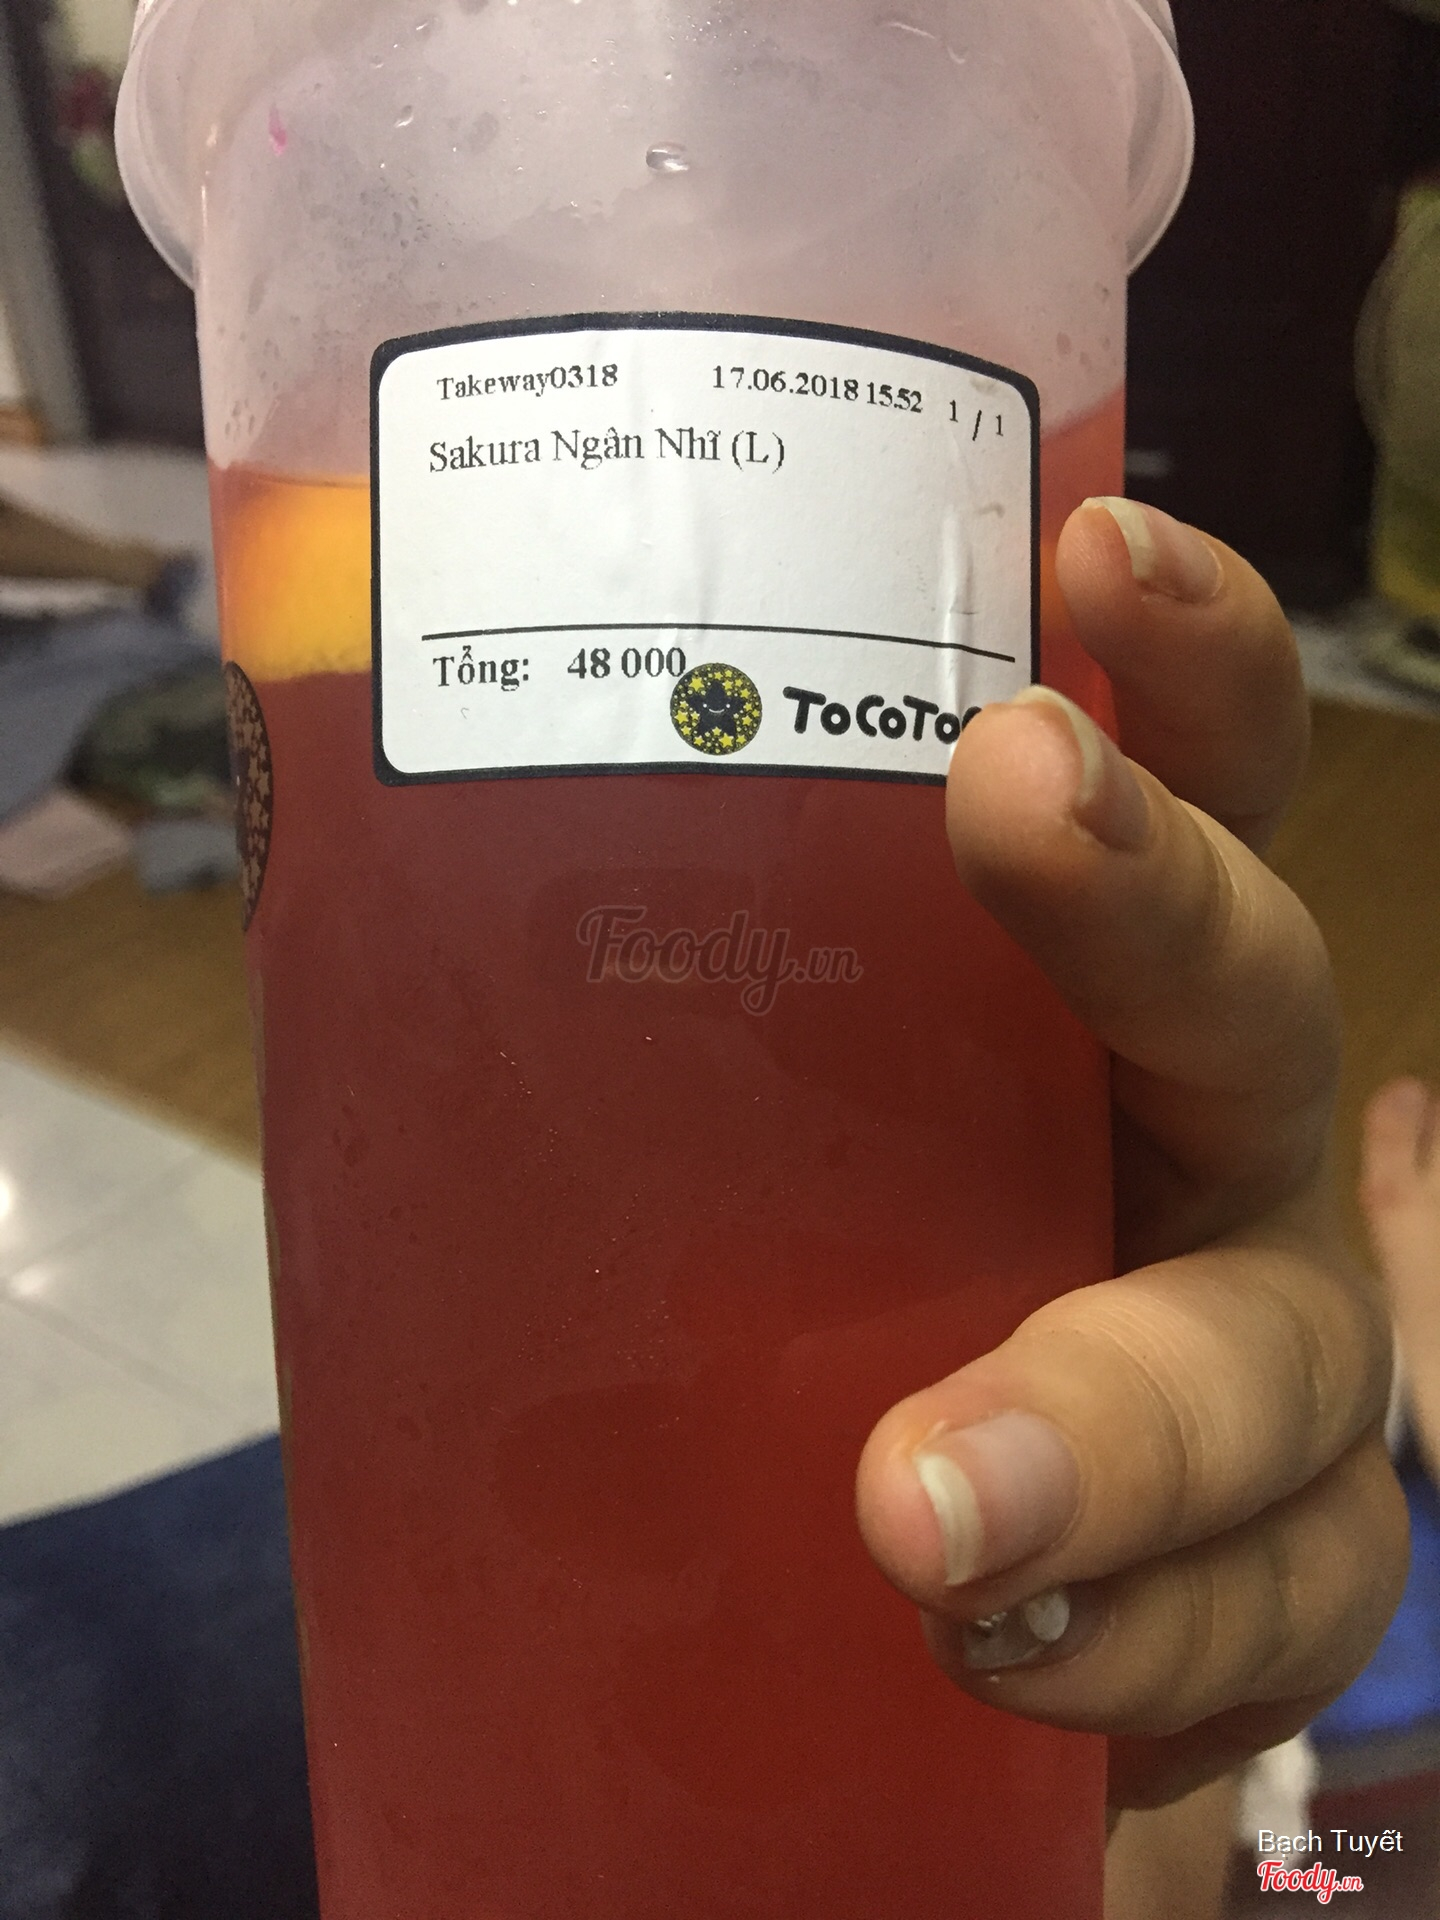 Takeway0318 17.06.2018 15:52 1 / 1
Sakura Ngân Nhĩ (L)
Tổng: 48 000
Foody.vn
Bạch Tuyết
Foody.vn